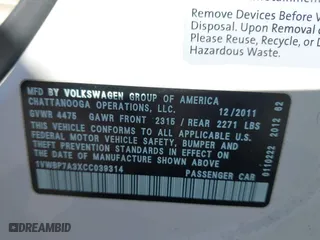 Remove Devices Before V
Disposal. Upon Removal,
Please Reuse, Recycle, or D
Hazardous Waste.
MFD BY VOLKSWAGEN GROUP OF AMERICA
CHATTANOOGA OPERATIONS, LLC. 12/2011
GVWR 4475 GAWR FRONT 2315 / REAR 2271 LBS
THIS VEHICLE CONFORMS TO ALL APPLICABLE U.S.
FEDERAL MOTOR VEHICLE SAFETY, BUMPER, AND
THEFT PREVENTION STANDARDS IN EFFECT ON
THE DATE OF MANUFACTURE SHOWN ABOVE.
1VWBP7A3XCC039314 PASSENGER CAR
0110222 2012 62
DREAMBID